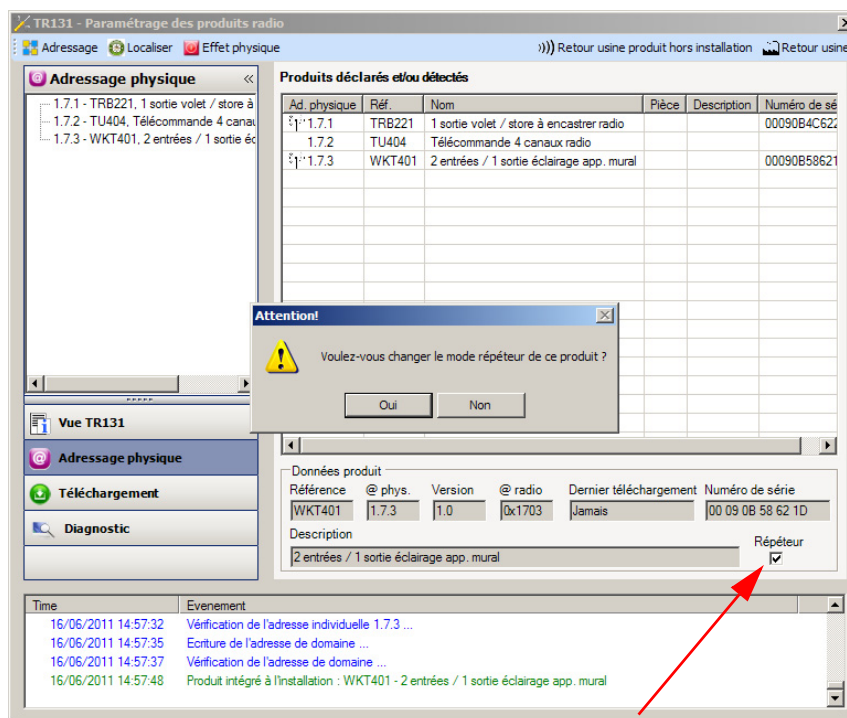 TR131 - Paramétrage des produits radio
Adressage Localiser Effet physique Retour usine produit hors installation Retour usine
Adressage physique
1.7.1 - TRB221, 1 sortie volet / store à
1.7.2 - TU404, Télécommande 4 canau
1.7.3 - WKT401, 2 entrées / 1 sortie éc
Produits déclarés et/ou détectés
Ad. physique Réf. Nom Pièce Description Numéro de sé
1.7.1 TRB221 1 sortie volet / store à encastrer radio 00090B4C622
1.7.2 TU404 Télécommande 4 canaux radio
1.7.3 WKT401 2 entrées / 1 sortie éclairage app. mural 00090B58621
Attention!
Voulez-vous changer le mode répéteur de ce produit ?
Oui Non
Vue TR131
Adressage physique
Téléchargement
Diagnostic
Données produit
Référence @ phys. Version @ radio Dernier téléchargement Numéro de série
WKT401 1.7.3 1.0 0x1703 Jamais 00 09 0B 58 62 1D
Description
Répéteur
2 entrées / 1 sortie éclairage app. mural
Time Evenement
16/06/2011 14:57:32 Vérification de l'adresse individuelle 1.7.3 ...
16/06/2011 14:57:35 Ecriture de l'adresse de domaine ...
16/06/2011 14:57:37 Vérification de l'adresse de domaine ...
16/06/2011 14:57:48 Produit intégré à l'Installation : WKT401 - 2 entrées / 1 sortie éclairage app. mural